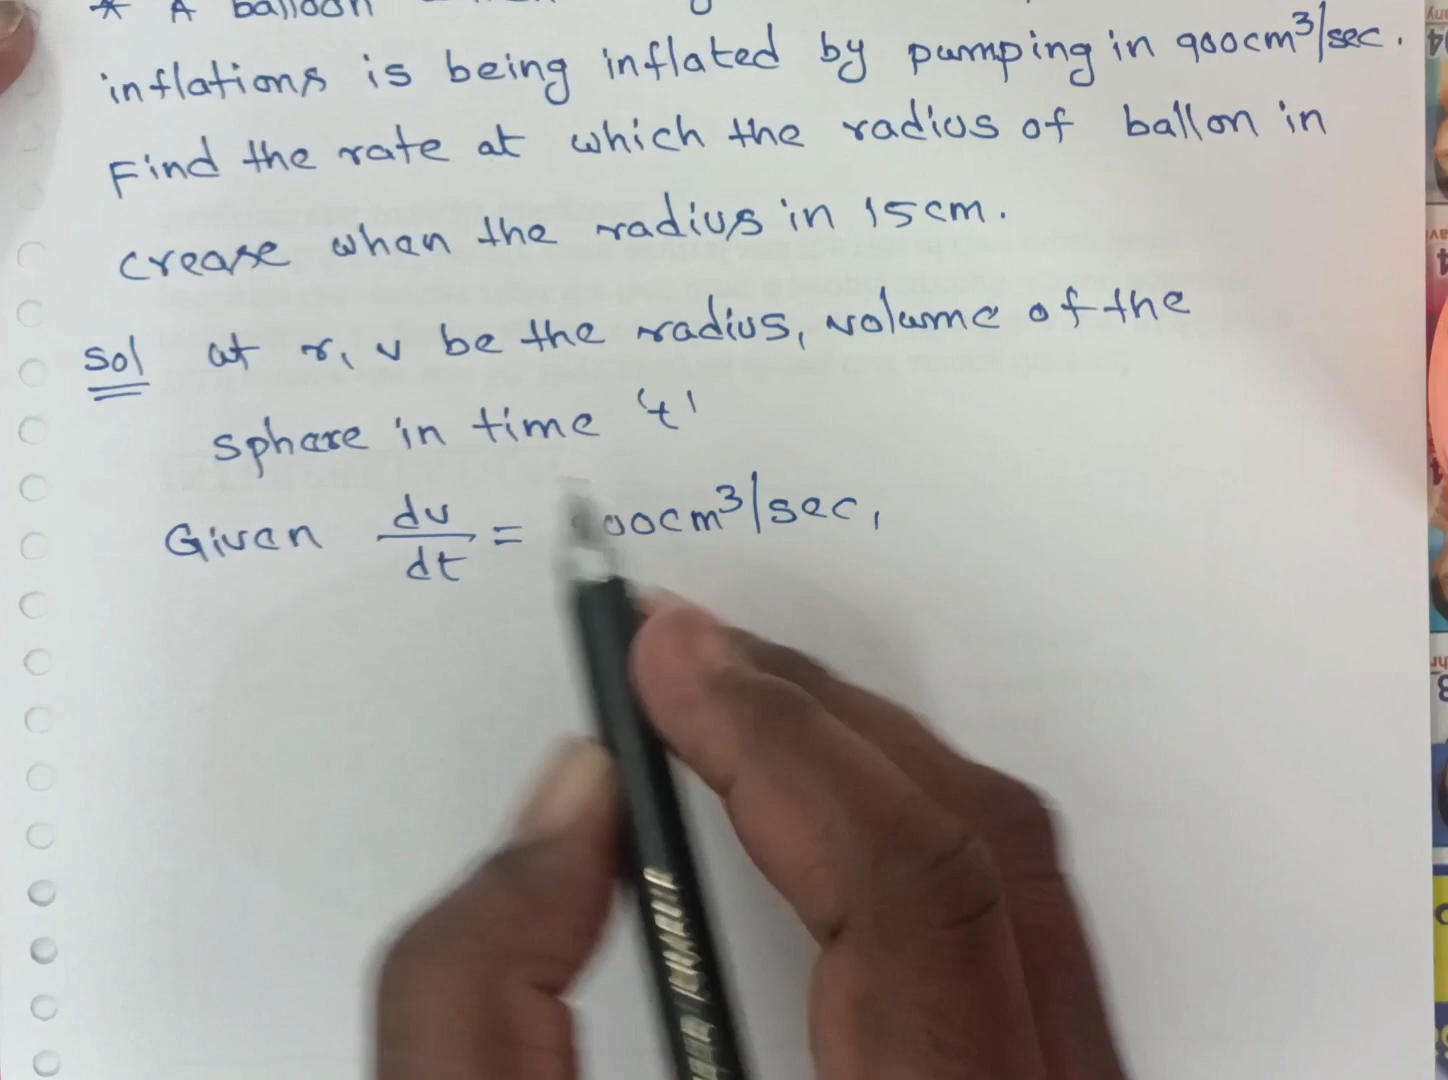 * A balloon
inflations is being inflated by pumping in 900cm³/sec.
Find the rate at which the radius of ballon in
crease when the radius in 15cm.
Sol at r, v be the radius, volume of the
sphere in time 't'
Given dv/dt = 900cm³/sec,